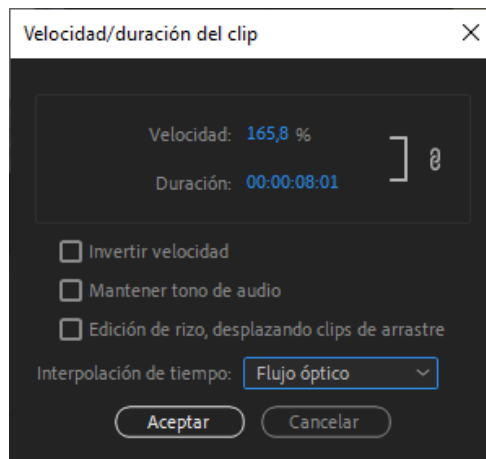 Velocidad/duración del clip
Velocidad: 165,8 %
Duración: 00:00:08:01
Invertir velocidad
Mantener tono de audio
Edición de rizo, desplazando clips de arrastre
Interpolación de tiempo: Flujo óptico
Aceptar Cancelar